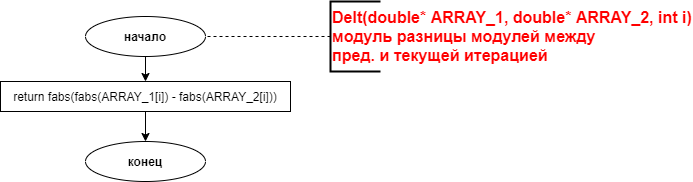 начало
Delt(double* ARRAY_1, double* ARRAY_2, int i)
модуль разницы модулей между
пред. и текущей итерацией
return fabs(fabs(ARRAY_1[i]) - fabs(ARRAY_2[i]))
конец